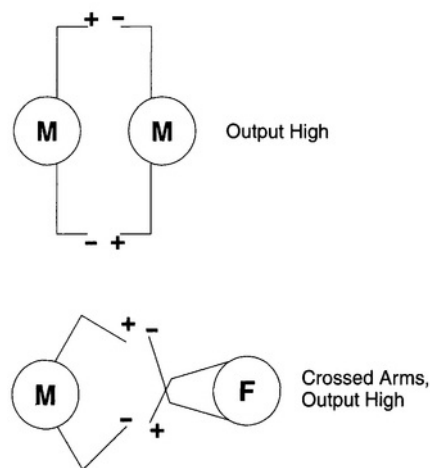 + -
M M Output High
- +
+ -
M F Crossed Arms,
Output High
- +